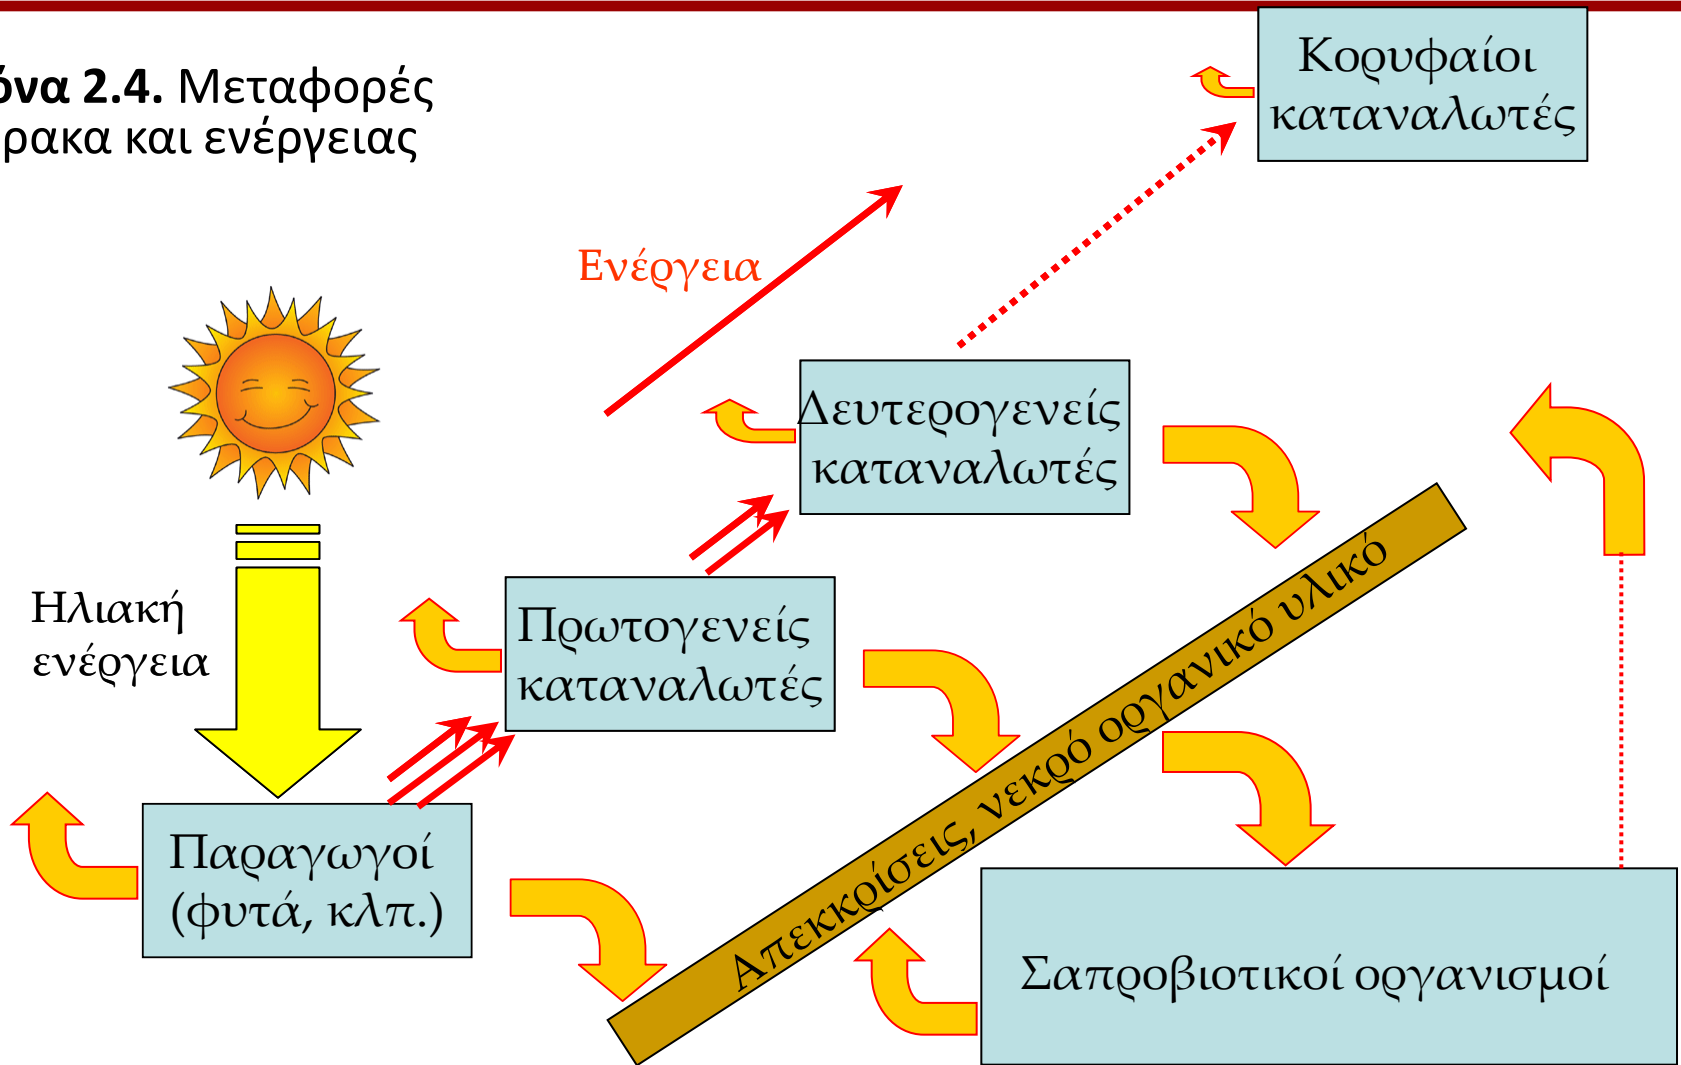 όνα 2.4. Μεταφορές
ρακα και ενέργειας
Κορυφαίοι
καταναλωτές
Ενέργεια
Δευτερογενείς
καταναλωτές
Ηλιακή
ενέργεια
Πρωτογενείς
καταναλωτές
Απεκκρίσεις, νεκρό οργανικό υλικό
Παραγωγοί
(φυτά, κλπ.)
Σαπροβιοτικοί οργανισμοί